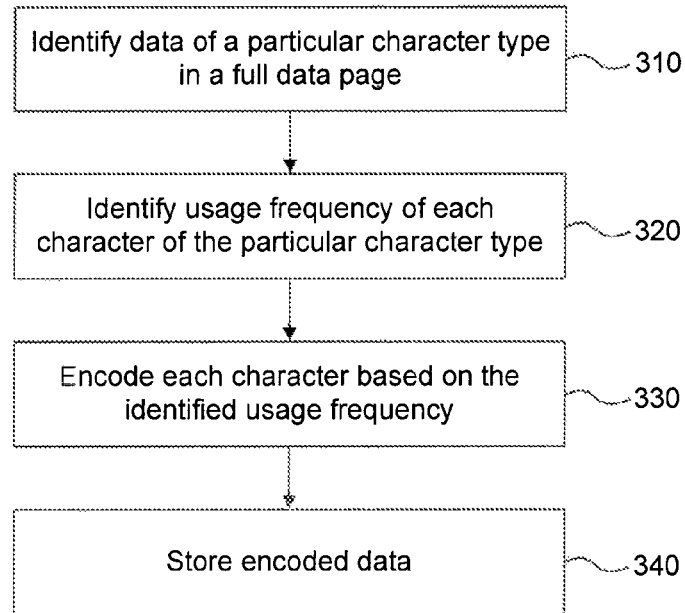 Identify data of a particular character type
in a full data page
310
Identify usage frequency of each
character of the particular character type
320
Encode each character based on the
identified usage frequency
330
Store encoded data
340